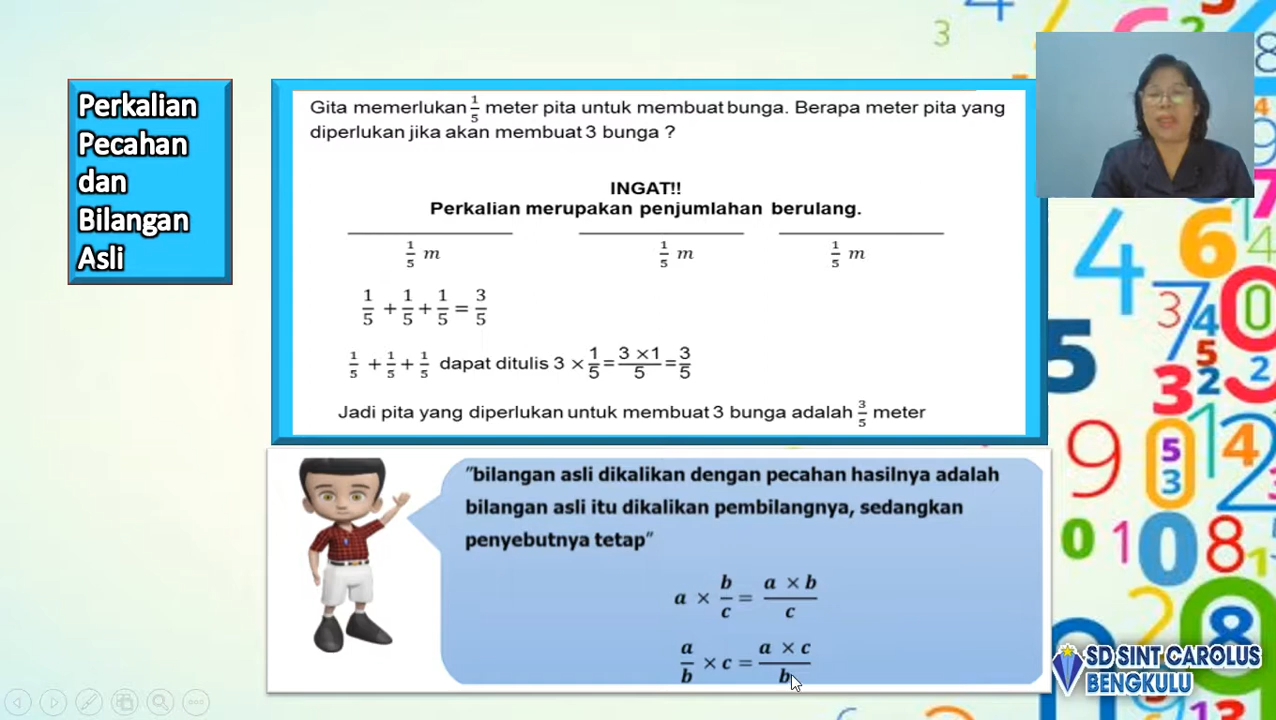 Perkalian
Pecahan
dan
Bilangan
Asli
Gita memerlukan 1/5 meter pita untuk membuat bunga. Berapa meter pita yang
diperlukan jika akan membuat 3 bunga ?
INGAT!!
Perkalian merupakan penjumlahan berulang.
1/5 m 1/5 m 1/5 m
1/5 + 1/5 + 1/5 = 3/5
1/5 + 1/5 + 1/5 dapat ditulis 3 × 1/5 = 3 ×1/5 = 3/5
Jadi pita yang diperlukan untuk membuat 3 bunga adalah 3/5 meter
"bilangan asli dikalikan dengan pecahan hasilnya adalah
bilangan asli itu dikalikan pembilangnya, sedangkan
penyebutnya tetap"
a × b/c = a × b/c
a/b × c = a × c/b
SD SINT CAROLUS
BENGKULU